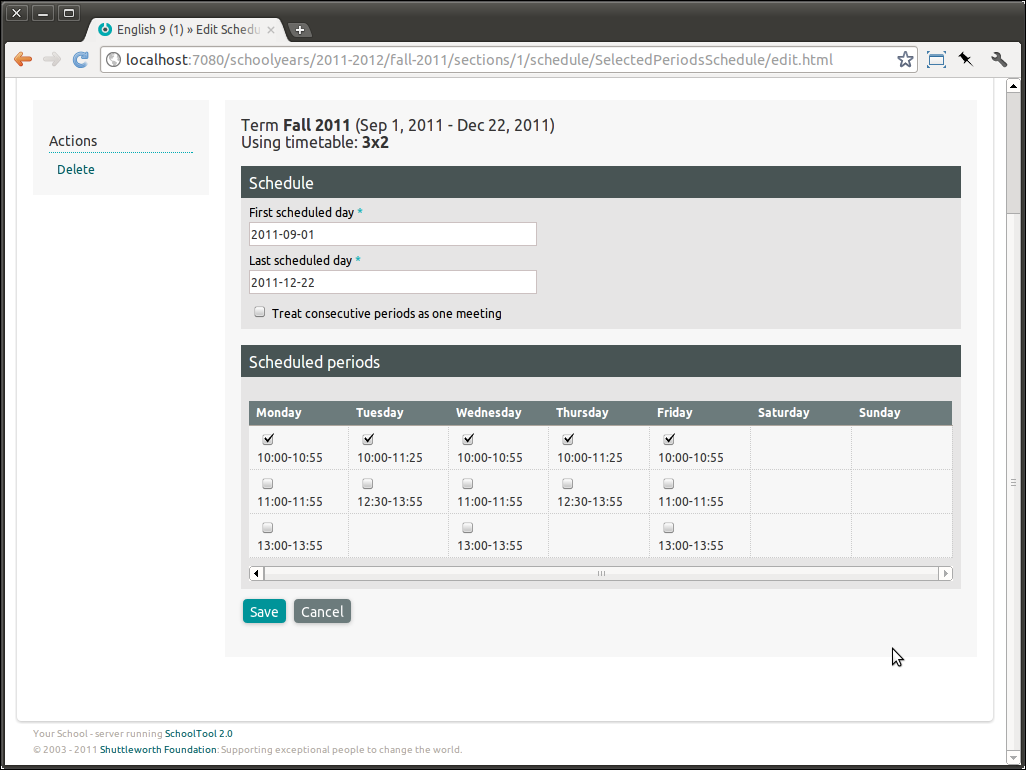 English 9 (1) » Edit Schedu
localhost:7080/schoolyears/2011-2012/fall-2011/sections/1/schedule/SelectedPeriodsSchedule/edit.html
Actions
Delete
Term Fall 2011 (Sep 1, 2011 - Dec 22, 2011)
Using timetable: 3x2
Schedule
First scheduled day *
2011-09-01
Last scheduled day *
2011-12-22
Treat consecutive periods as one meeting
Scheduled periods
Monday Tuesday Wednesday Thursday Friday Saturday Sunday
10:00-10:55 10:00-11:25 10:00-10:55 10:00-11:25 10:00-10:55
11:00-11:55 12:30-13:55 11:00-11:55 12:30-13:55 11:00-11:55
13:00-13:55 13:00-13:55 13:00-13:55
Save Cancel
Your School - server running SchoolTool 2.0
© 2003 - 2011 Shuttleworth Foundation: Supporting exceptional people to change the world.